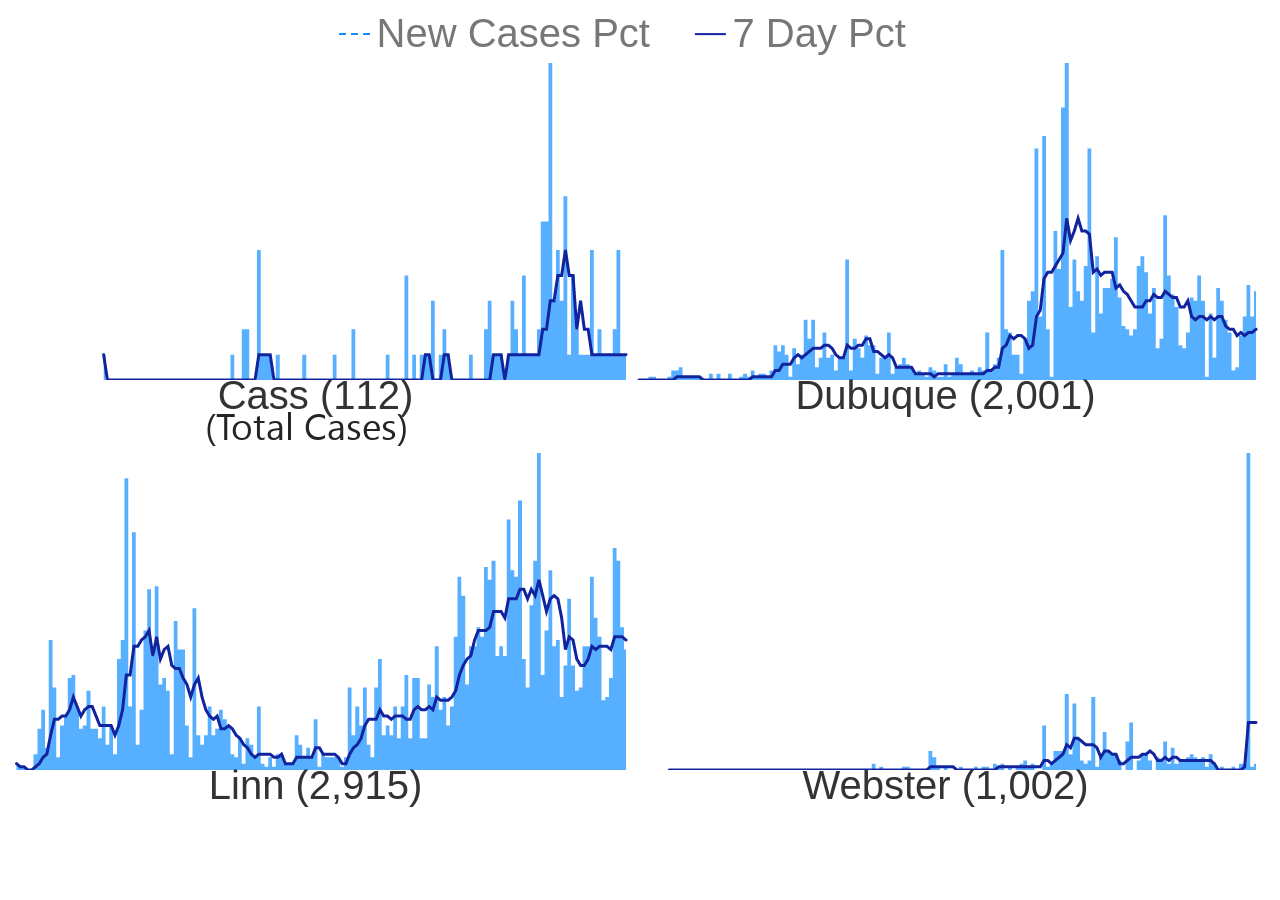 New Cases Pct 7 Day Pct
Cass (112)
(Total Cases)
Dubuque (2,001)
Linn (2,915)
Webster (1,002)